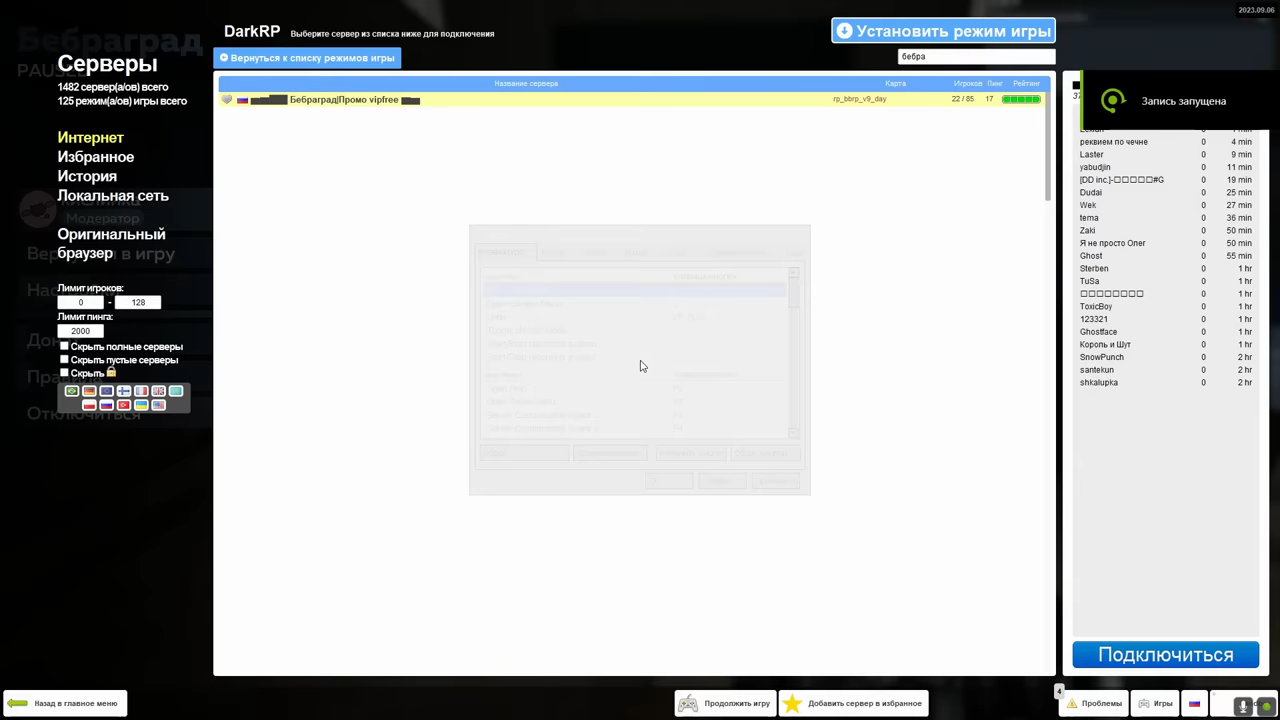 2023.09.06
Бебраград
PAUSED
DarkRP
Выберите сервер из списка ниже для подключения
Установить режим игры
Вернуться к списку режимов игры
бебра
Серверы
1482 сервер(а/ов) всего
125 режим(а/ов) игры всего
Интернет
Избранное
История
Локальная сеть
Модератор
Оригинальный
браузер
Вернуться в игру
Лимит игроков:
0 - 128
Лимит пинга:
2000
Скрыть полные серверы
Скрыть пустые серверы
Скрыть
Отключиться
Название сервера
Карта
Игроков
Пинг
Рейтинг
Бебраград|Промо vipfree
rp_bbrp_v9_day
22 / 85
17
Запись запущена
реквием по чечне 0 4 min
Laster 0 9 min
yabudjin 0 11 min
[DD inc.]-□□□□□#G 0 19 min
Dudai 0 25 min
Wek 0 27 min
tema 0 36 min
Zaki 0 50 min
Я не просто Олег 0 50 min
Ghost 0 55 min
Sterben 0 1 hr
TuSa 0 1 hr
□□□□□□□□ 0 1 hr
ToxicBoy 0 1 hr
123321 0 1 hr
Ghostface 0 1 hr
Король и Шут 0 1 hr
SnowPunch 0 2 hr
santekun 0 2 hr
shkalupka 0 2 hr
Подключиться
Назад в главное меню
Продолжить игру
Добавить сервер в избранное
4
Проблемы
Игры